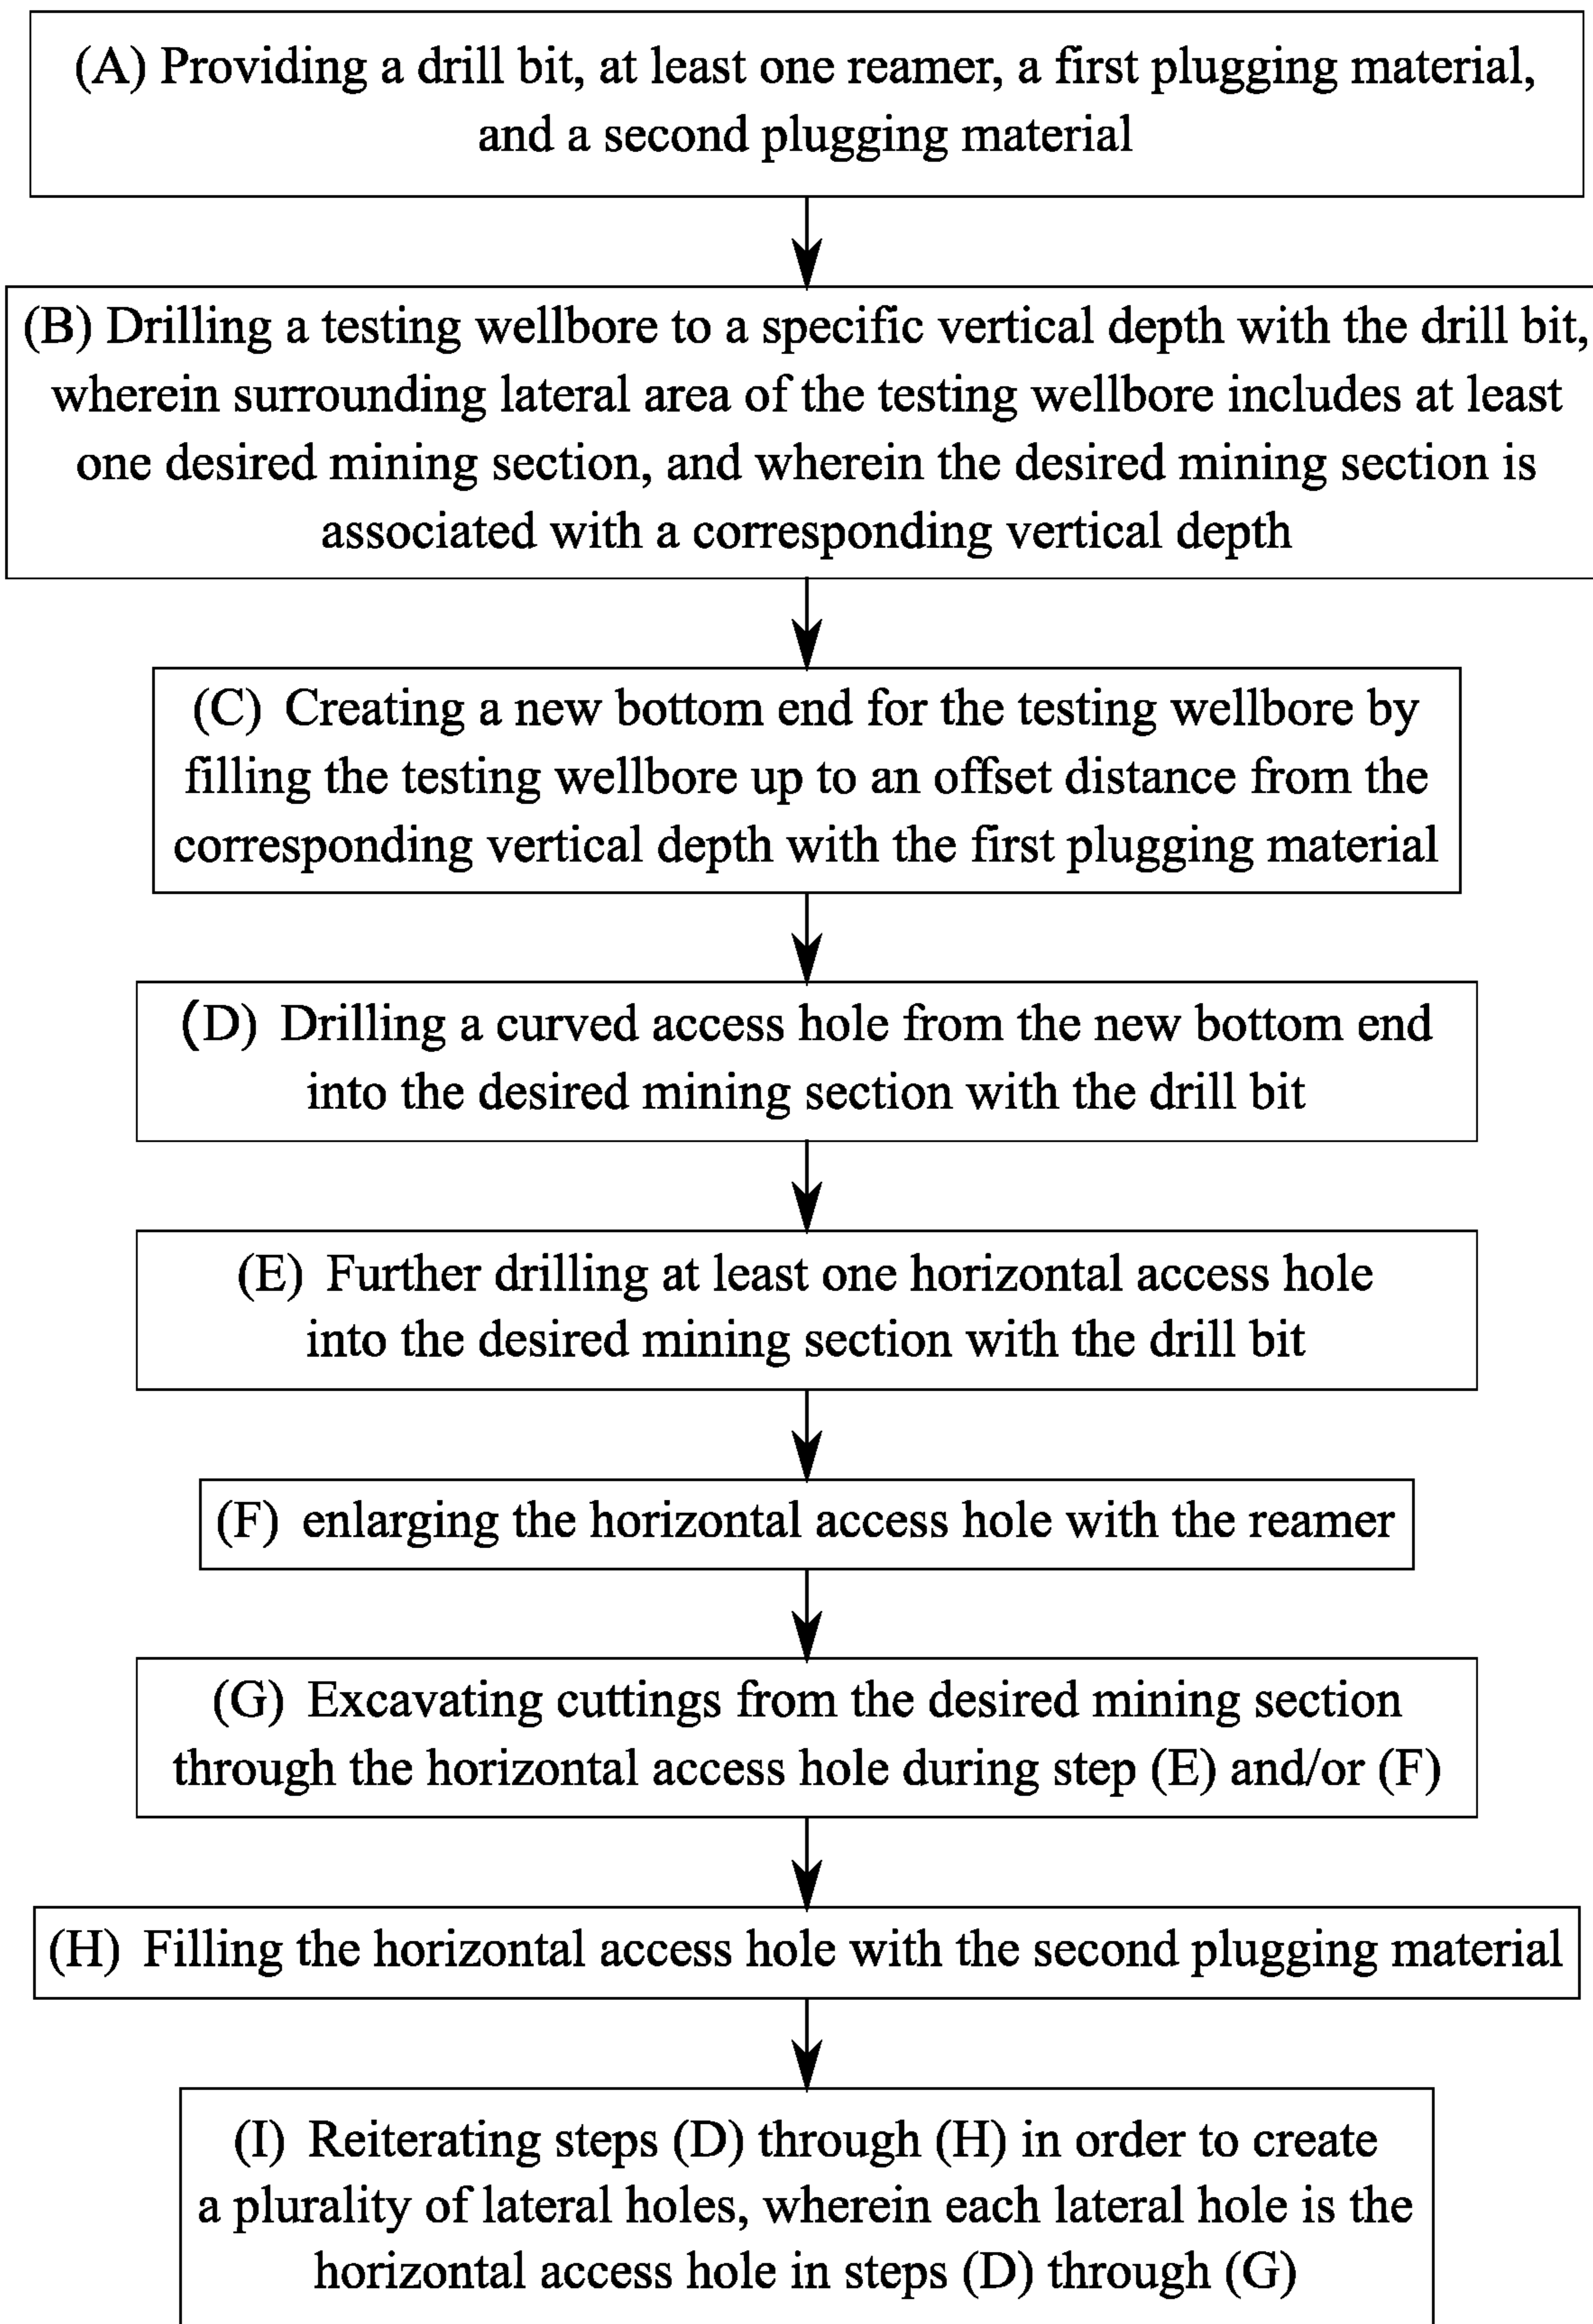 (A) Providing a drill bit, at least one reamer, a first plugging material,
and a second plugging material
(B) Drilling a testing wellbore to a specific vertical depth with the drill bit,
wherein surrounding lateral area of the testing wellbore includes at least
one desired mining section, and wherein the desired mining section is
associated with a corresponding vertical depth
(C) Creating a new bottom end for the testing wellbore by
filling the testing wellbore up to an offset distance from the
corresponding vertical depth with the first plugging material
(D) Drilling a curved access hole from the new bottom end
into the desired mining section with the drill bit
(E) Further drilling at least one horizontal access hole
into the desired mining section with the drill bit
(F) enlarging the horizontal access hole with the reamer
(G) Excavating cuttings from the desired mining section
through the horizontal access hole during step (E) and/or (F)
(H) Filling the horizontal access hole with the second plugging material
(I) Reiterating steps (D) through (H) in order to create
a plurality of lateral holes, wherein each lateral hole is the
horizontal access hole in steps (D) through (G)